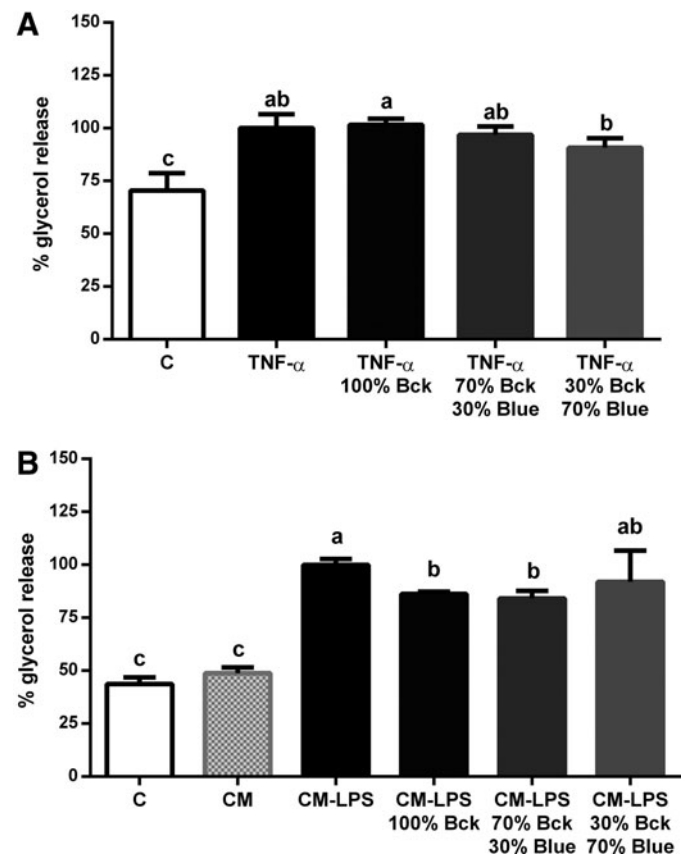 A
% glycerol release
150
125
100
75
50
25
0
c
ab
a
ab
b
C
TNF-α
TNF-α
100% Bck
TNF-α
70% Bck
30% Blue
TNF-α
30% Bck
70% Blue
B
% glycerol release
150
125
100
75
50
25
0
c
c
a
b
b
ab
C
CM
CM-LPS
CM-LPS
100% Bck
CM-LPS
70% Bck
30% Blue
CM-LPS
30% Bck
70% Blue